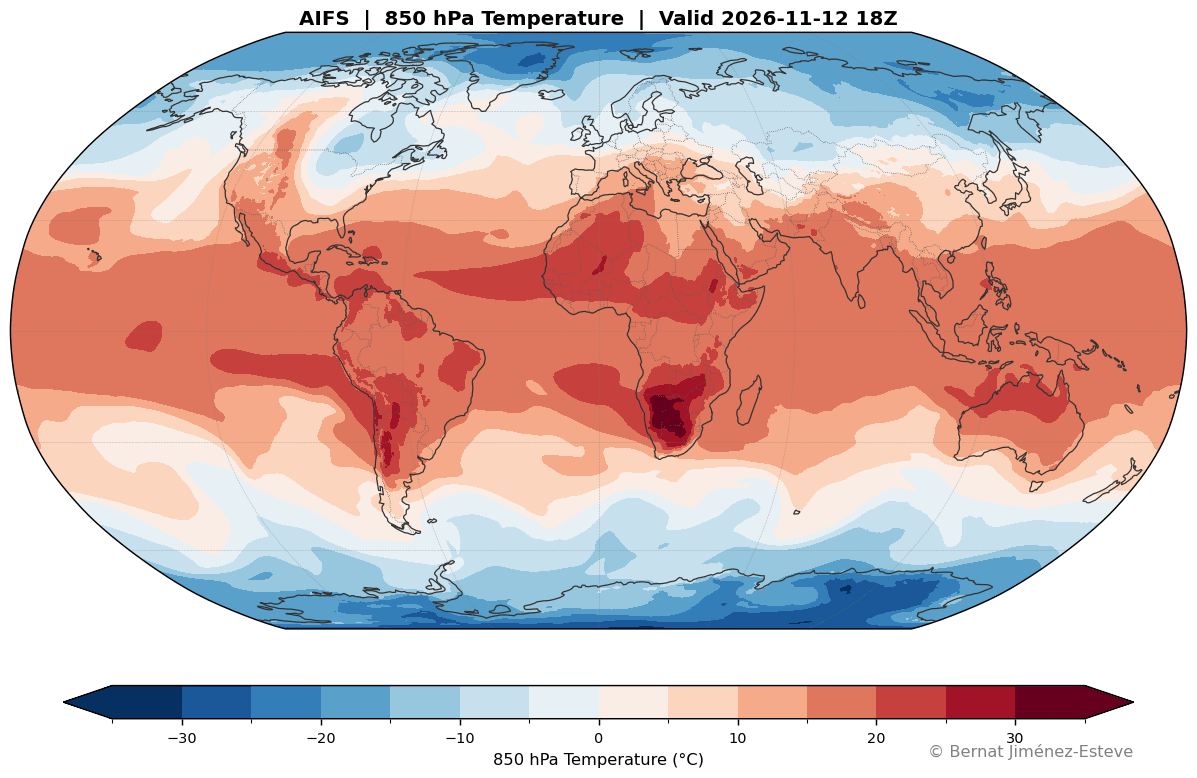 AIFS | 850 hPa Temperature | Valid 2026-11-12 18Z
−30 −20 −10 0 10 20 30
850 hPa Temperature (°C)
© Bernat Jiménez-Esteve